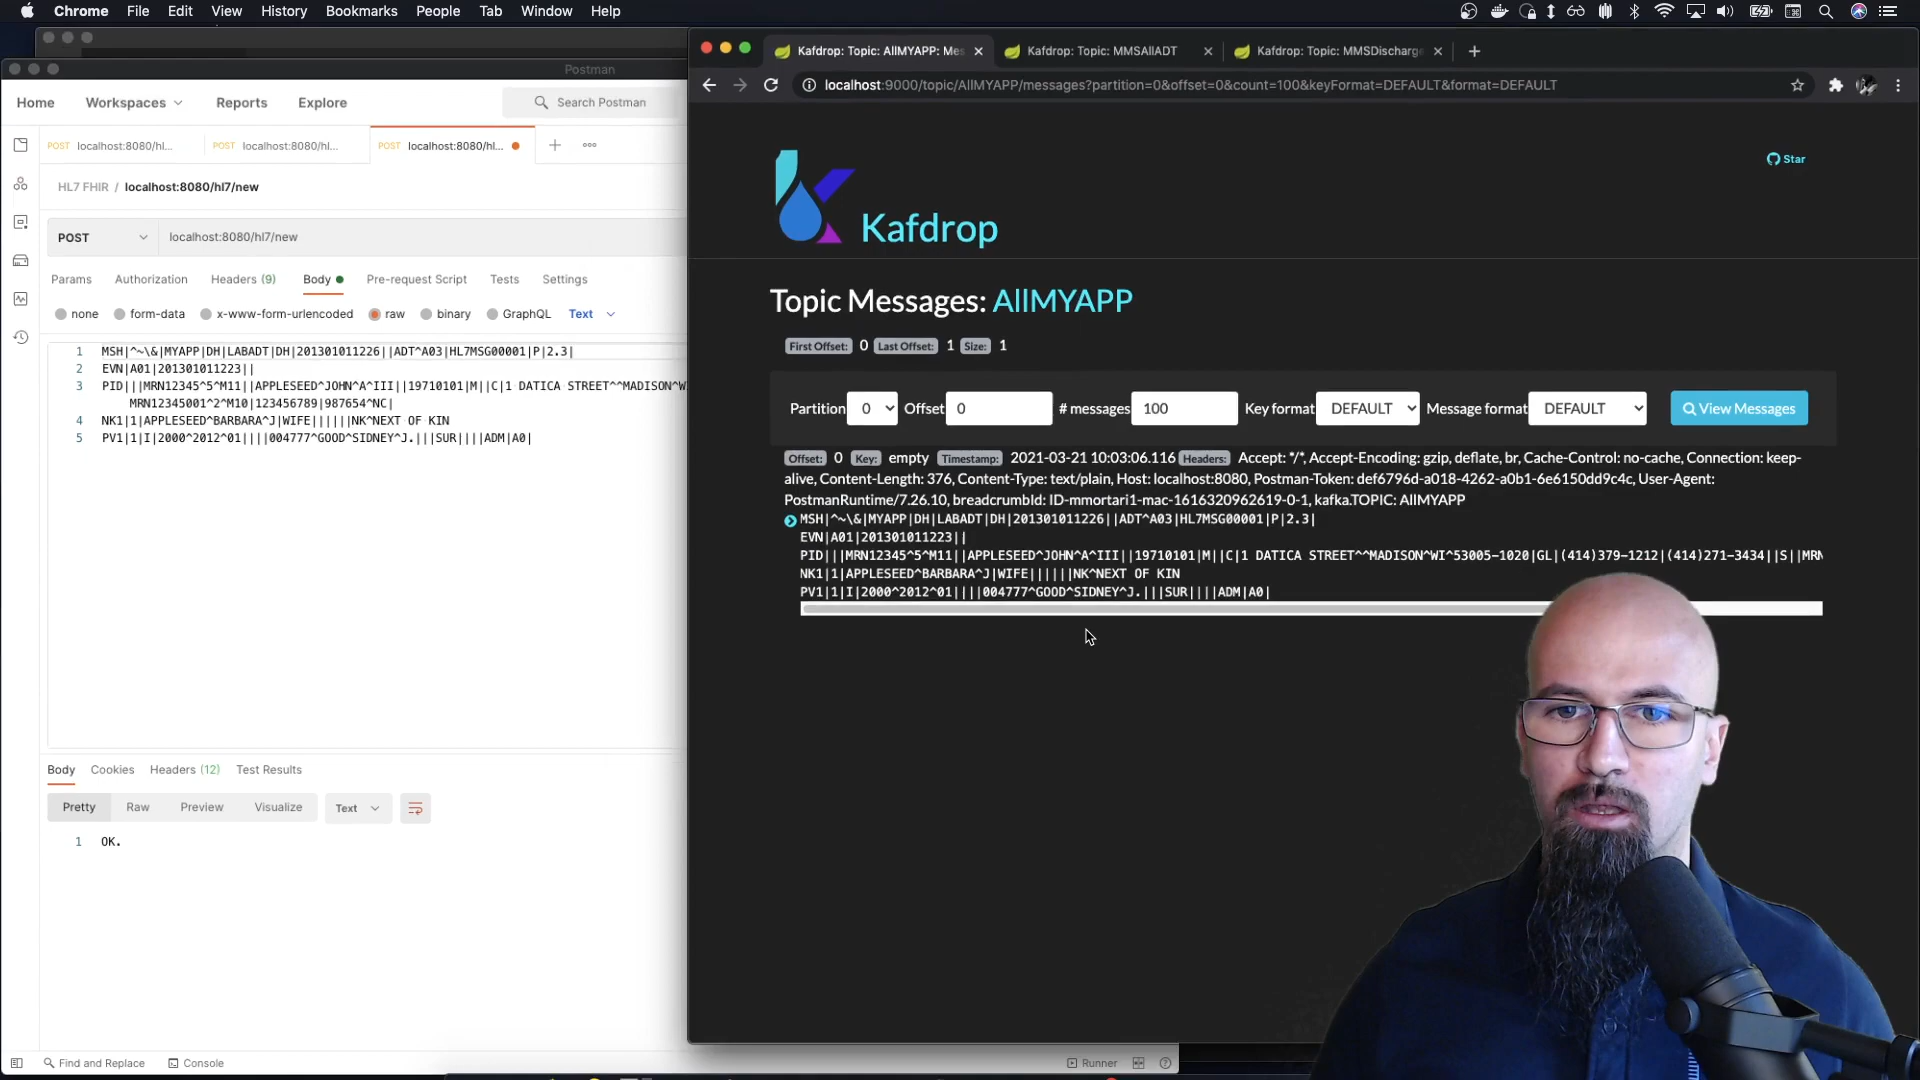 Chrome File Edit View History Bookmarks People Tab Window Help
Postman
Home Workspaces Reports Explore Search Postman
POST localhost:8080/hl... POST localhost:8080/hl... POST localhost:8080/hl...
HL7 FHIR / localhost:8080/hl7/new
POST localhost:8080/hl7/new
Params Authorization Headers (9) Body Pre-request Script Tests Settings
none form-data x-www-form-urlencoded raw binary GraphQL Text
1 MSH|^~\&|MYAPP|DH|LABADT|DH|201301011226||ADT^A03|HL7MSG00001|P|2.3|
2 EVN|A01|201301011223||
3 PID|||MRN12345^5^M11||APPLESEED^JOHN^A^III||19710101|M||C|1 DATICA STREET^^MADISON^W
MRN12345001^2^M10|123456789|987654^NC|
4 NK1|1|APPLESEED^BARBARA^J|WIFE||||||NK^NEXT OF KIN
5 PV1|1|I|2000^2012^01||||004777^GOOD^SIDNEY^J.|||SUR||||ADM|A0|
Body Cookies Headers (12) Test Results
Pretty Raw Preview Visualize Text
1 OK.
Find and Replace Console Runner
Kafdrop: Topic: AllMYAPP: Mes Kafdrop: Topic: MMSAllADT Kafdrop: Topic: MMSDischarge
localhost:9000/topic/AllMYAPP/messages?partition=0&offset=0&count=100&keyFormat=DEFAULT&format=DEFAULT
Star
Kafdrop
Topic Messages: AllMYAPP
First Offset: 0 Last Offset: 1 Size: 1
Partition 0 Offset 0 # messages 100 Key format DEFAULT Message format DEFAULT View Messages
Offset: 0 Key: empty Timestamp: 2021-03-21 10:03:06.116 Headers: Accept: */*, Accept-Encoding: gzip, deflate, br, Cache-Control: no-cache, Connection: keep-
alive, Content-Length: 376, Content-Type: text/plain, Host: localhost:8080, Postman-Token: def6796d-a018-4262-a0b1-6e6150dd9c4c, User-Agent:
PostmanRuntime/7.26.10, breadcrumbId: ID-mmortari1-mac-1616320962619-0-1, kafka.TOPIC: AllMYAPP
MSH|^~\&|MYAPP|DH|LABADT|DH|201301011226||ADT^A03|HL7MSG00001|P|2.3|
EVN|A01|201301011223||
PID|||MRN12345^5^M11||APPLESEED^JOHN^A^III||19710101|M||C|1 DATICA STREET^^MADISON^WI^53005-1020|GL|(414)379-1212|(414)271-3434||S||MRN
NK1|1|APPLESEED^BARBARA^J|WIFE||||||NK^NEXT OF KIN
PV1|1|I|2000^2012^01||||004777^GOOD^SIDNEY^J.|||SUR||||ADM|A0|